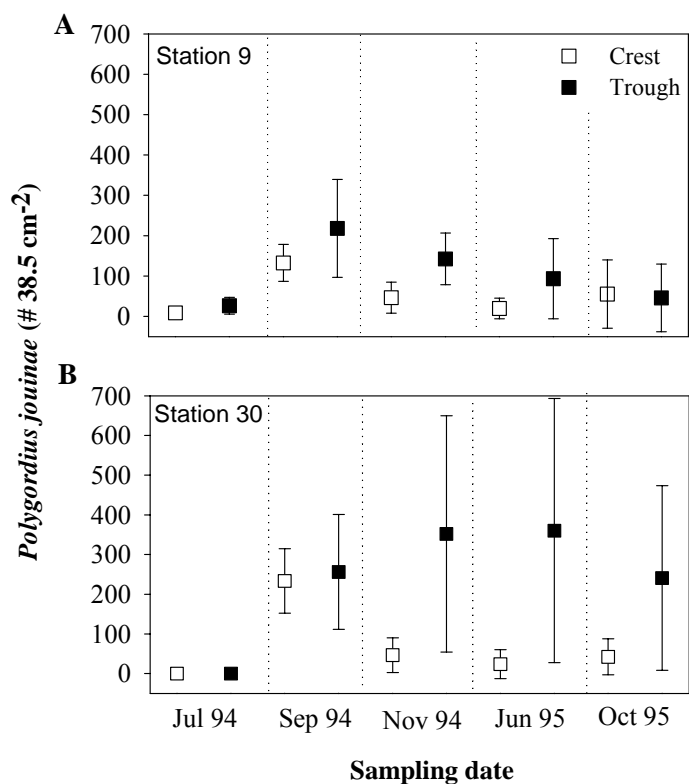 A
700
600
500
400
300
200
100
0
Station 9
Crest
Trough
B
700
600
500
400
300
200
100
0
Station 30
Polygordius jouinae (# 38.5 cm-2)
Jul 94 Sep 94 Nov 94 Jun 95 Oct 95
Sampling date